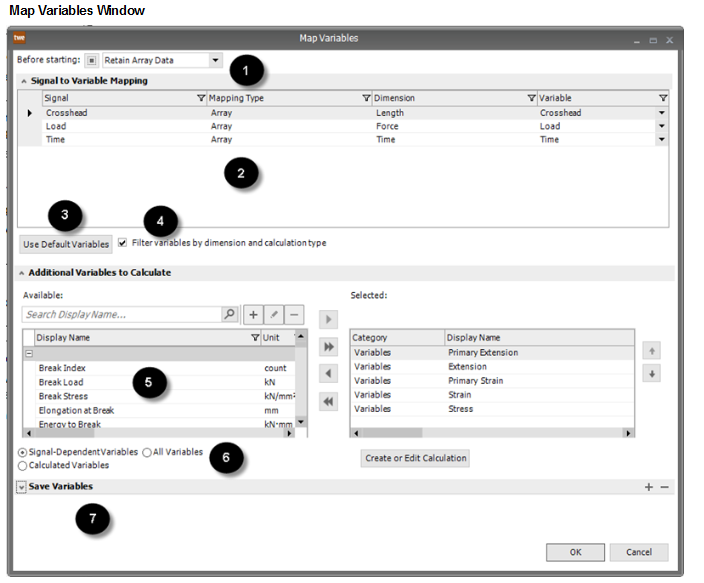 Map Variables Window
twe Map Variables
Before starting: Retain Array Data
1
Signal to Variable Mapping
Signal Mapping Type Dimension Variable
Crosshead Array Length Crosshead
Load Array Force Load
Time Array Time Time
2
3
4
Use Default Variables Filter variables by dimension and calculation type
Additional Variables to Calculate
Available: Selected:
Search Display Name...
Display Name Unit Category Display Name
Variables Primary Extension
Break Index count Variables Extension
Break Load kN Variables Primary Strain
Break Stress kN/mm² Variables Strain
Elongation at Break mm Variables Stress
Energy to Break kN·mm
5
Signal-Dependent Variables All Variables
Calculated Variables
6
Create or Edit Calculation
Save Variables
7
OK Cancel